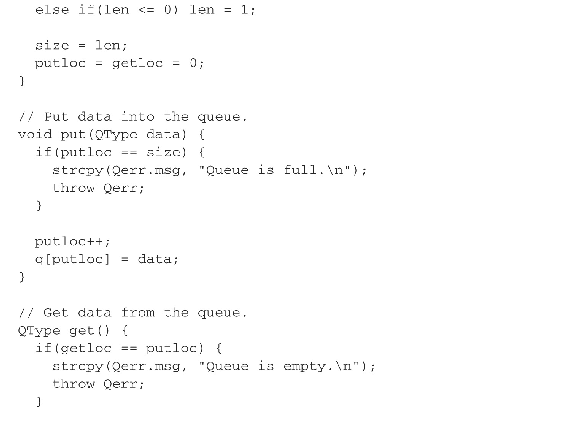 else if(len <= 0) len = 1;

  size = len;
  putloc = getloc = 0;
}

// Put data into the queue.
void put(QType data) {
  if(putloc == size) {
    strcpy(Qerr.msg, "Queue is full.\n");
    throw Qerr;
  }

  putloc++;
  q[putloc] = data;
}

// Get data from the queue.
QType get() {
  if(getloc == putloc) {
    strcpy(Qerr.msg, "Queue is empty.\n");
    throw Qerr;
  }